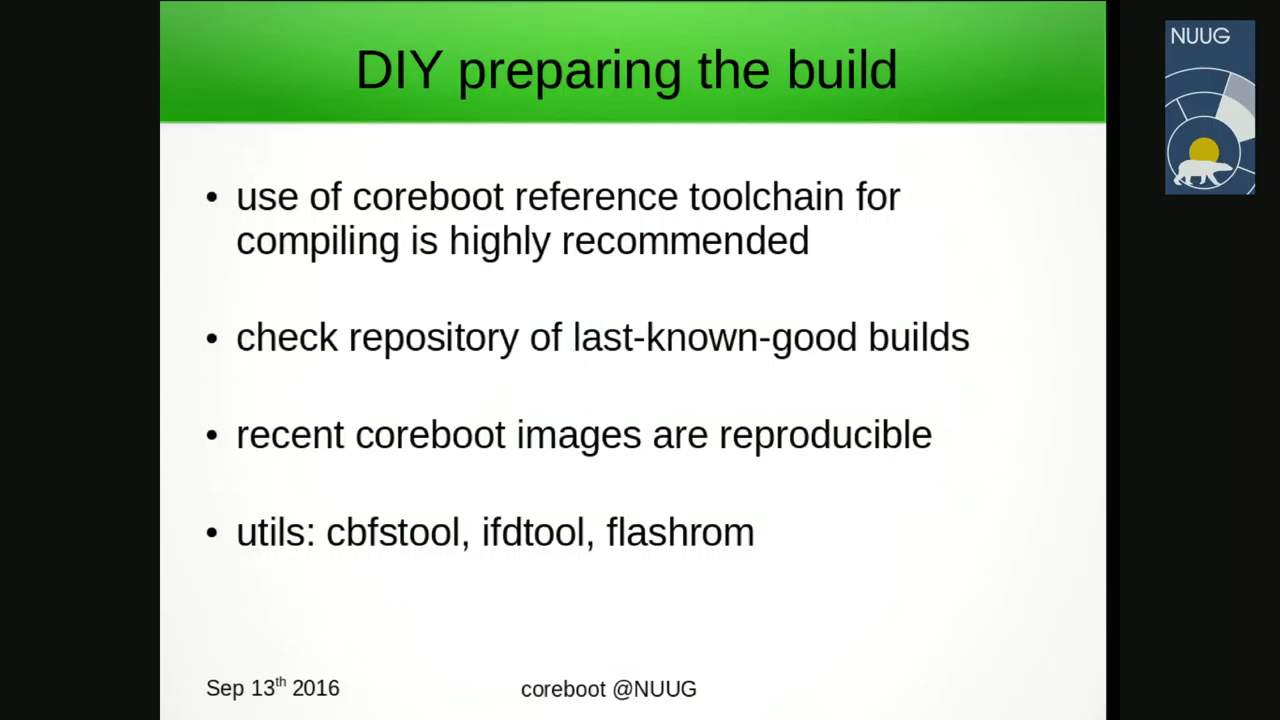 DIY preparing the build
NUUG
• use of coreboot reference toolchain for
compiling is highly recommended
• check repository of last-known-good builds
• recent coreboot images are reproducible
• utils: cbfstool, ifdtool, flashrom
Sep 13th 2016
coreboot @NUUG